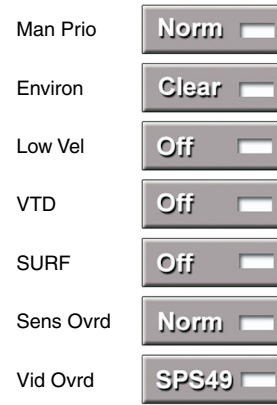 Man Prio Norm
Environ Clear
Low Vel Off
VTD Off
SURF Off
Sens Ovrd Norm
Vid Ovrd SPS49